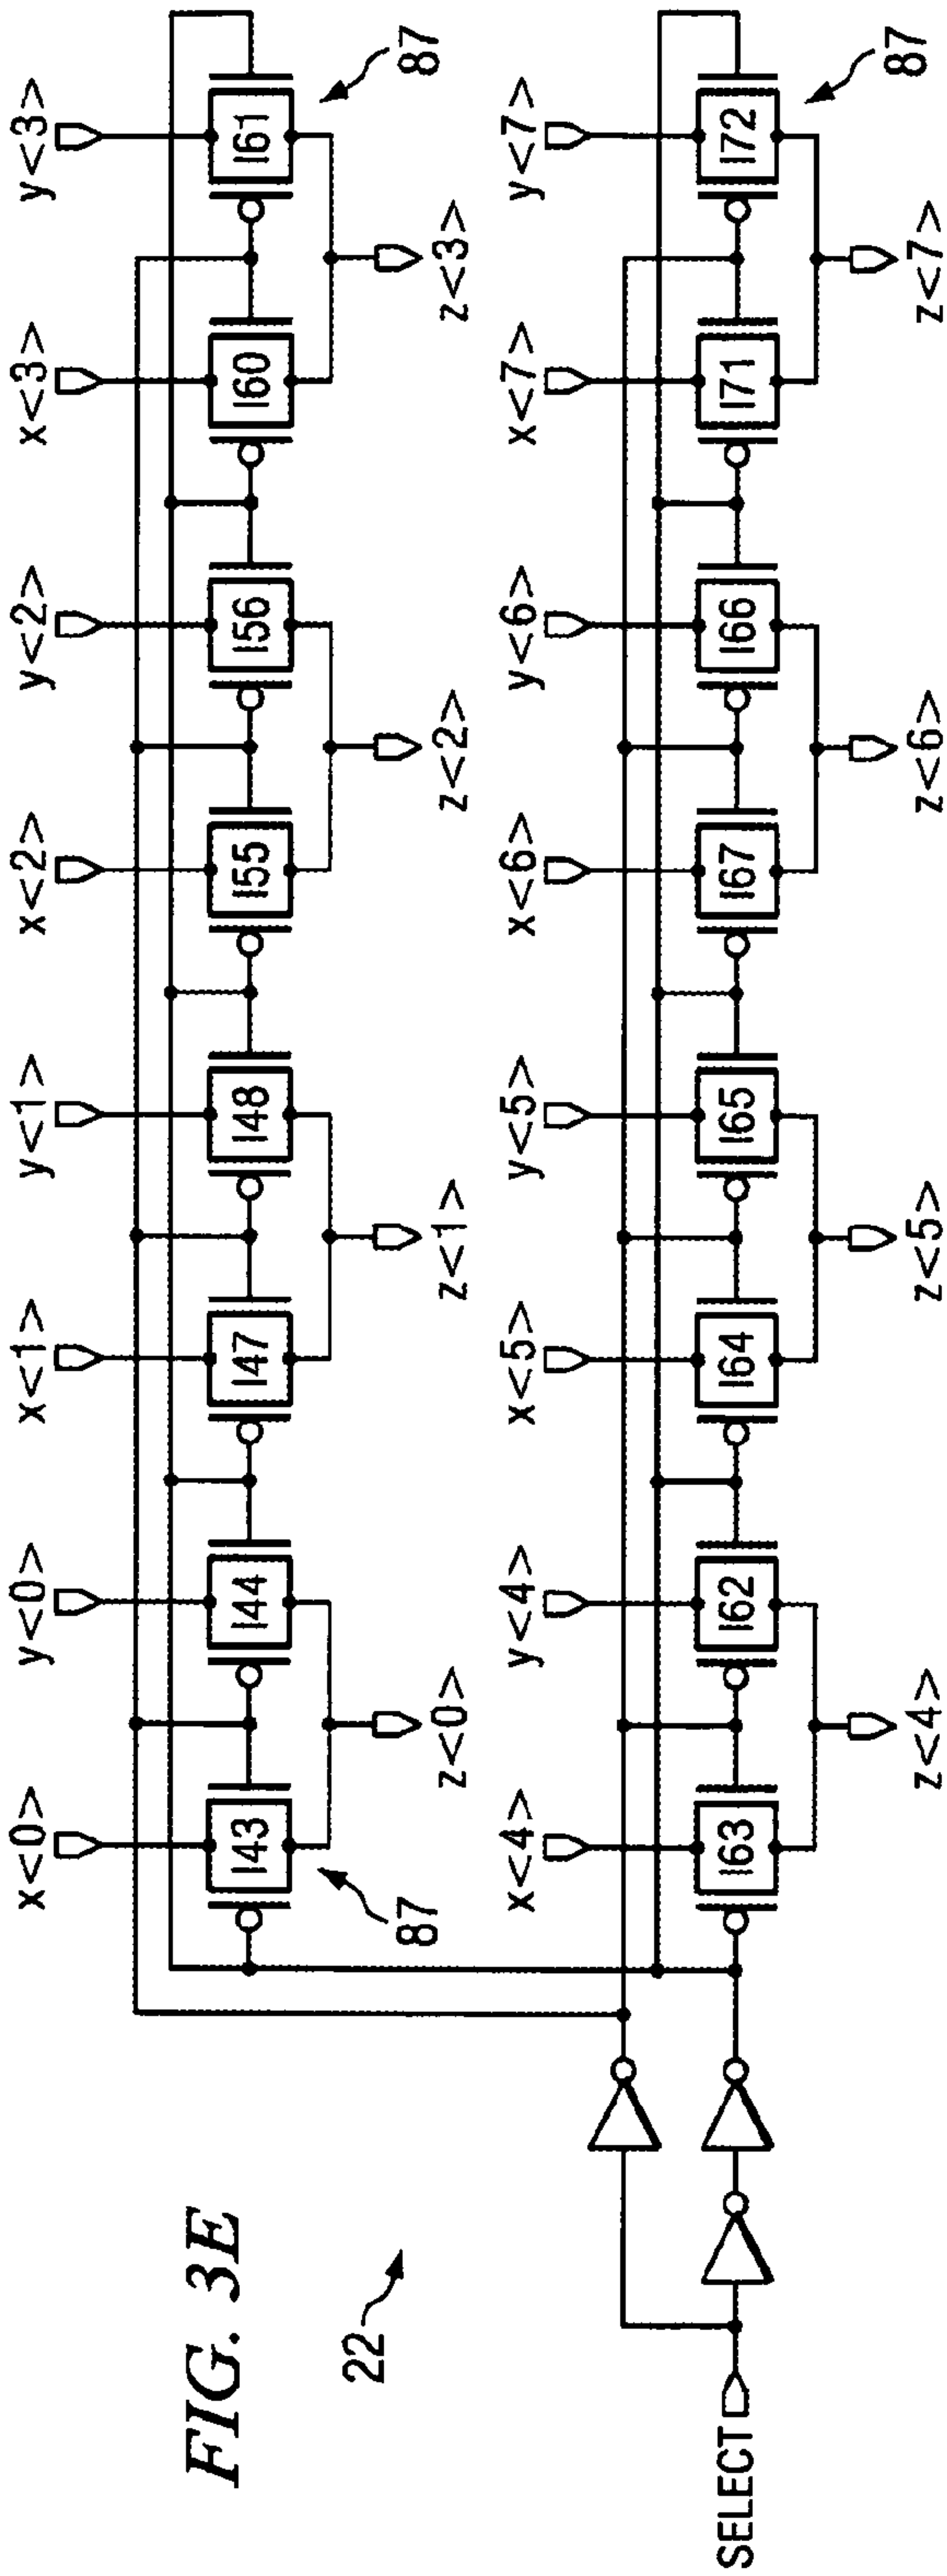 FIG. 3E
22
SELECT
x<0> y<0> x<1> y<1> x<2> y<2> x<3> y<3>
I43 I44 I47 I48 I55 I56 I60 I61
87 87
z<0> z<1> z<2> z<3>
x<4> y<4> x<5> y<5> x<6> y<6> x<7> y<7>
I63 I62 I64 I65 I67 I66 I71 I72
87
z<4> z<5> z<6> z<7>